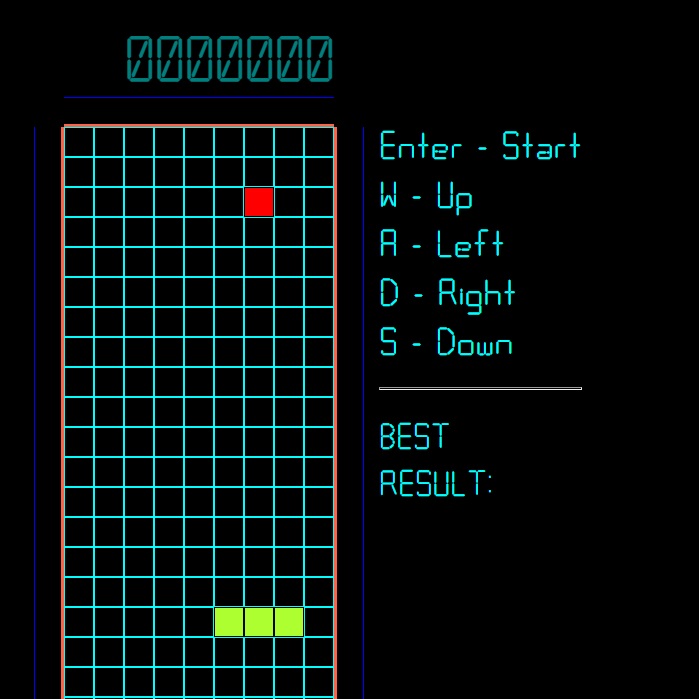 0000000
Enter - Start
W - Up
A - Left
D - Right
S - Down
BEST
RESULT: